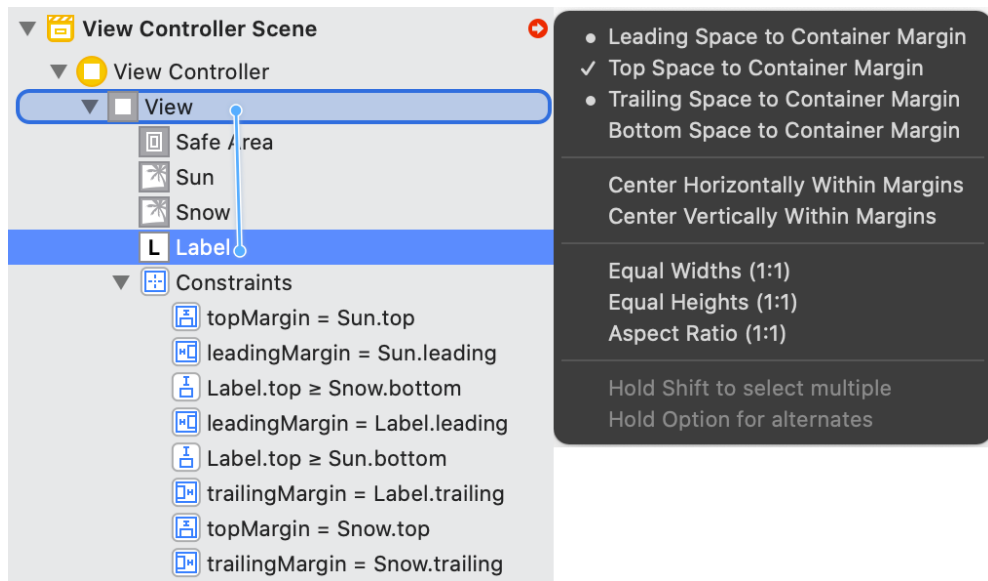 View Controller Scene
View Controller
View
Safe Area
Sun
Snow
L Label
Constraints
topMargin = Sun.top
leadingMargin = Sun.leading
Label.top ≥ Snow.bottom
leadingMargin = Label.leading
Label.top ≥ Sun.bottom
trailingMargin = Label.trailing
topMargin = Snow.top
trailingMargin = Snow.trailing
• Leading Space to Container Margin
✓ Top Space to Container Margin
• Trailing Space to Container Margin
Bottom Space to Container Margin
Center Horizontally Within Margins
Center Vertically Within Margins
Equal Widths (1:1)
Equal Heights (1:1)
Aspect Ratio (1:1)
Hold Shift to select multiple
Hold Option for alternates